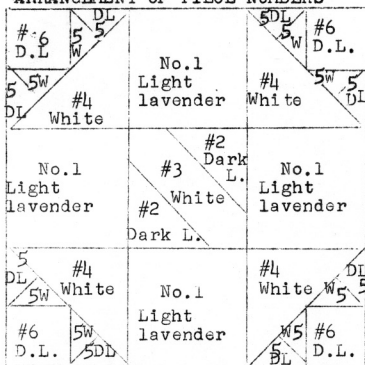 ARRANGEMENT OF PIECE NUMBERS
#6
D.L.
5
W
DL
5
5DL
5
W
#6
D.L.
5
DL
5W
#4
White
No.1
Light
lavender
#4
White
5W
5
DL
No.1
Light
lavender
#2
Dark
L.
#3
White
#2
Dark L.
No.1
Light
lavender
5
DL
5W
#4
White
No.1
Light
lavender
#4
White
DL
5
W5
#6
D.L.
5W
5DL
W5
5
DL
#6
D.L.